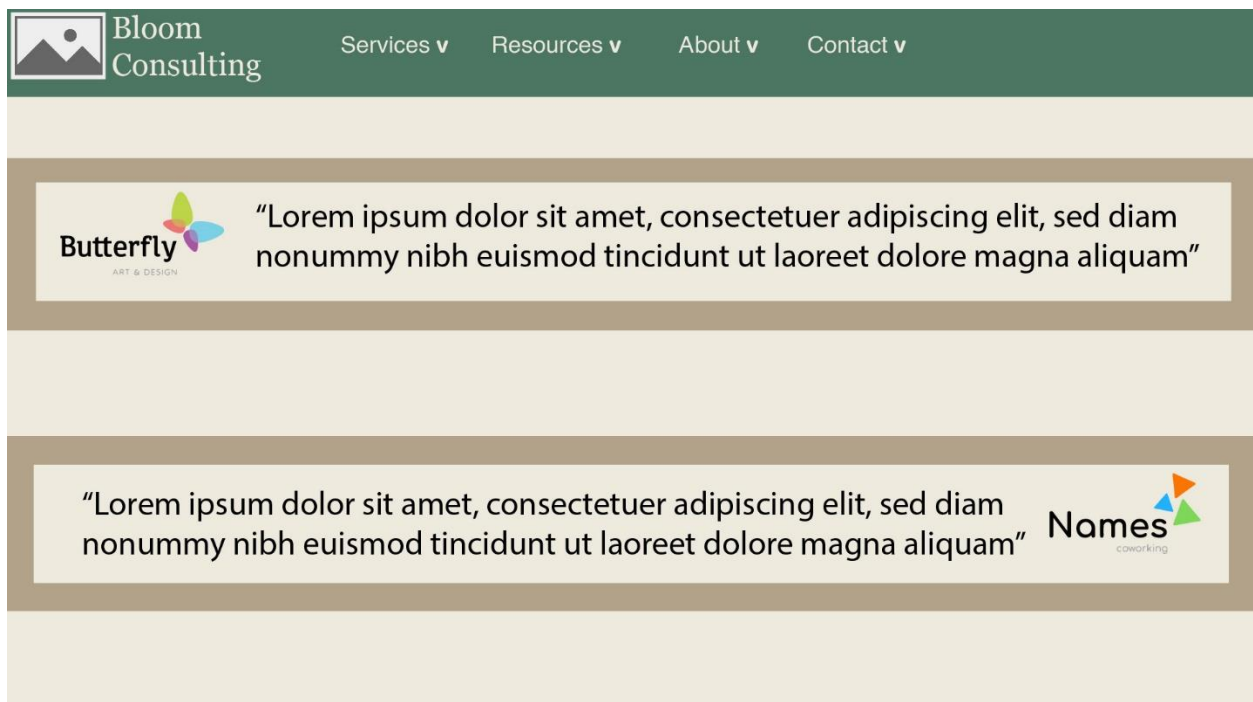 Bloom
Consulting
Services v
Resources v
About v
Contact v
Butterfly
ART & DESIGN
“Lorem ipsum dolor sit amet, consectetuer adipiscing elit, sed diam
nonummy nibh euismod tincidunt ut laoreet dolore magna aliquam”
“Lorem ipsum dolor sit amet, consectetuer adipiscing elit, sed diam
nonummy nibh euismod tincidunt ut laoreet dolore magna aliquam”
Names
coworking